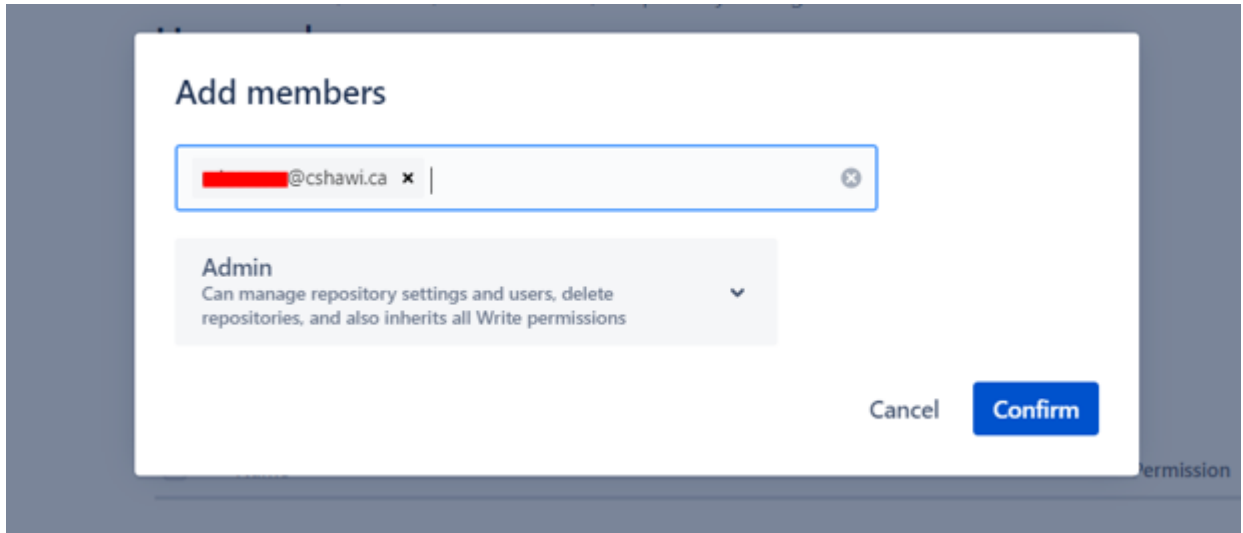 Add members
@cshawi.ca ×
Admin
Can manage repository settings and users, delete
repositories, and also inherits all Write permissions
Cancel
Confirm
Permission